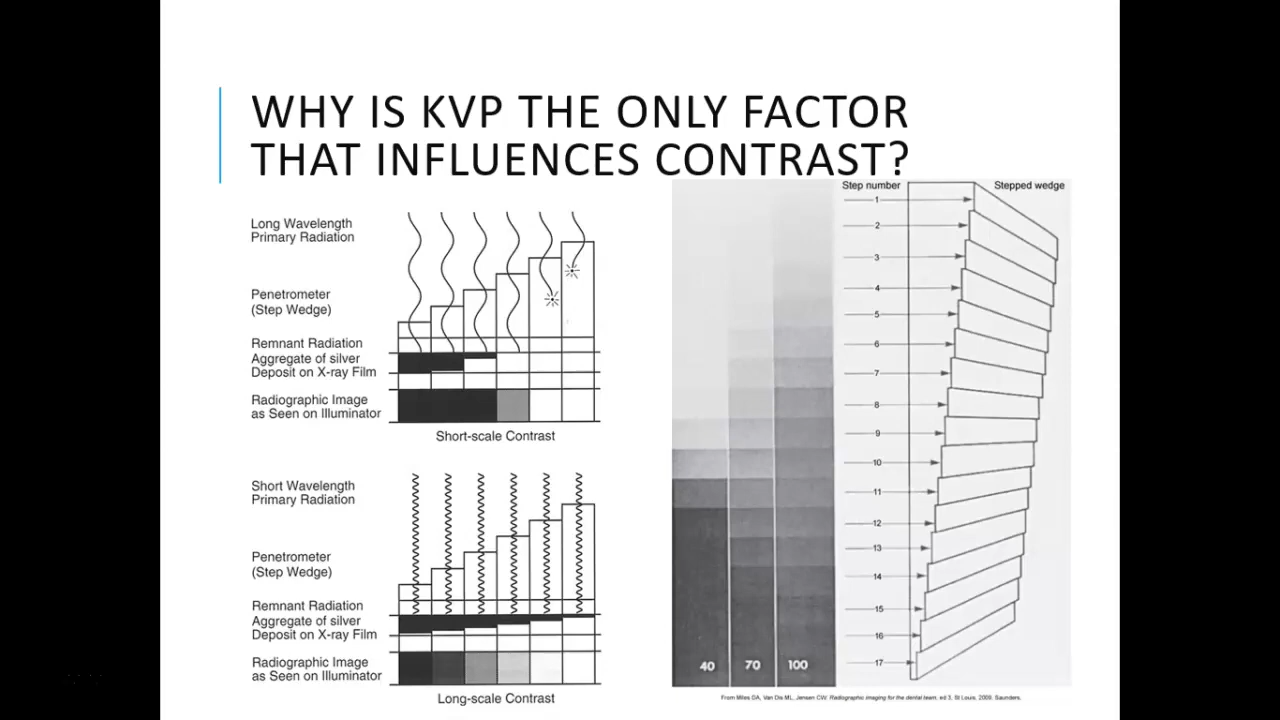 WHY IS KVP THE ONLY FACTOR
THAT INFLUENCES CONTRAST?
Long Wavelength
Primary Radiation
Penetrometer
(Step Wedge)
Remnant Radiation
Aggregate of silver
Deposit on X-ray Film
Radiographic Image
as Seen on Illuminator
Short-scale Contrast
Short Wavelength
Primary Radiation
Penetrometer
(Step Wedge)
Remnant Radiation
Aggregate of silver
Deposit on X-ray Film
Radiographic Image
as Seen on Illuminator
Long-scale Contrast
40 70 100
Step number Stepped wedge
1
2
3
4
5
6
7
8
9
10
11
12
13
14
15
16
17
From Miles DA, Van Dis ML, Jensen CW: Radiographic imaging for the dental team, ed 3, St Louis, 2009, Saunders.